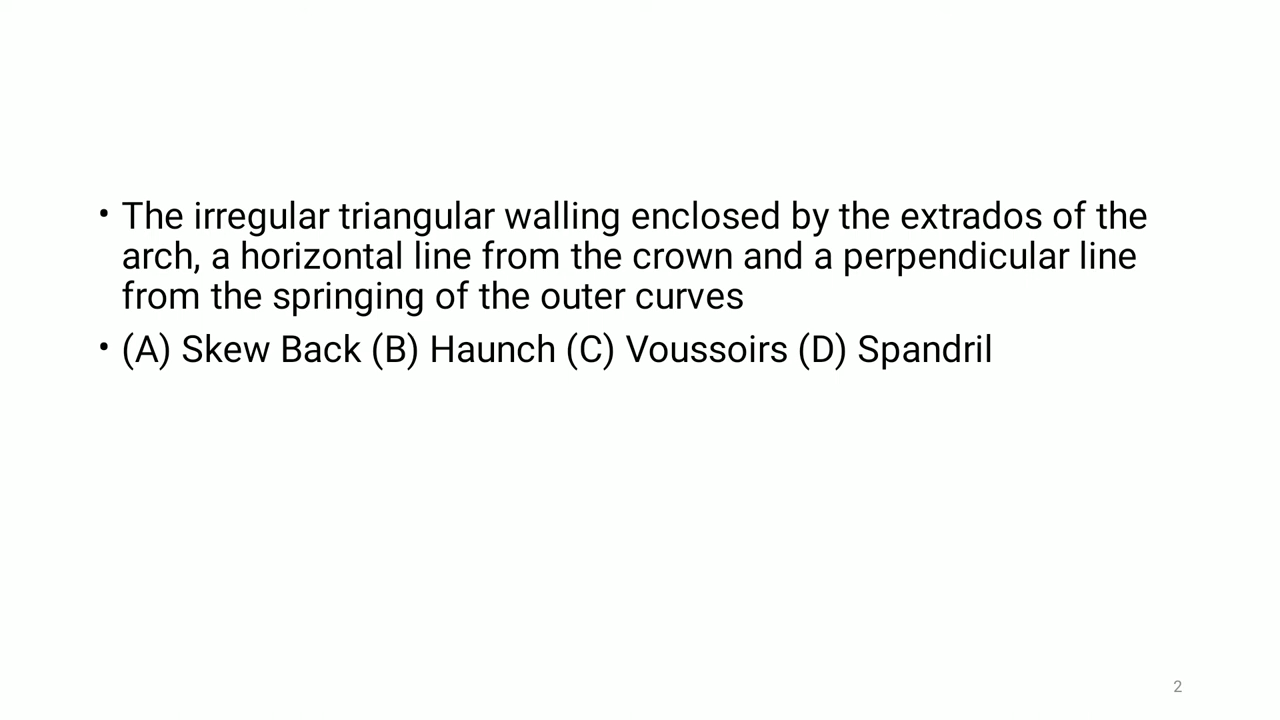 • The irregular triangular walling enclosed by the extrados of the
arch, a horizontal line from the crown and a perpendicular line
from the springing of the outer curves
• (A) Skew Back (B) Haunch (C) Voussoirs (D) Spandril
2